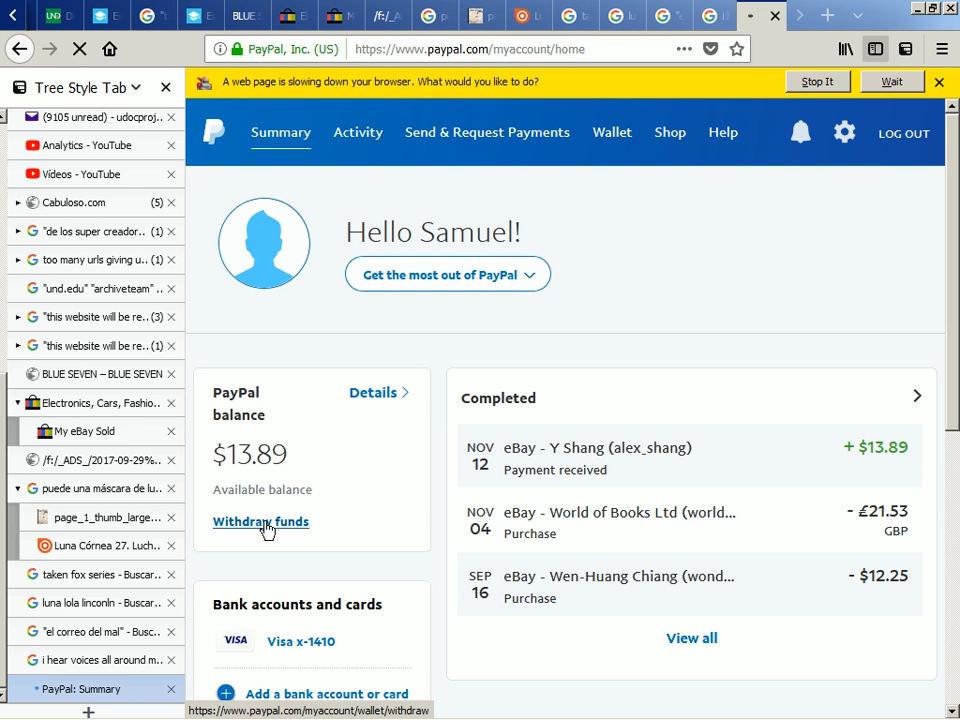 BLUE S
/f:/
PayPal, Inc. (US)
https://www.paypal.com/myaccount/home
Tree Style Tab
A web page is slowing down your browser. What would you like to do?
Stop It
Wait
(9105 unread) - udocproj...
Analytics - YouTube
Vídeos - YouTube
Cabuloso.com (5)
"de los super creador.. (1)
too many urls giving u.. (1)
"und.edu" "archiveteam" ..
"this website will be re.. (3)
"this website will be re.. (1)
BLUE SEVEN – BLUE SEVEN
Electronics, Cars, Fashio..
My eBay Sold
/f:/_ADS_/2017-09-29%..
puede una máscara de lu..
page_1_thumb_large...
Luna Córnea 27. Luch..
taken fox series - Buscar..
luna lola linconln - Buscar..
"el correo del mal" - Busc..
i hear voices all around m..
PayPal: Summary
Summary
Activity
Send & Request Payments
Wallet
Shop
Help
LOG OUT
Hello Samuel!
Get the most out of PayPal
PayPal balance
Details
$13.89
Available balance
Withdraw funds
Bank accounts and cards
VISA
Visa x-1410
Add a bank account or card
Completed
NOV 12
eBay - Y Shang (alex_shang)
+ $13.89
Payment received
NOV 04
eBay - World of Books Ltd (world...
- £21.53
Purchase
GBP
SEP 16
eBay - Wen-Huang Chiang (wond...
- $12.25
Purchase
View all
https://www.paypal.com/myaccount/wallet/withdraw